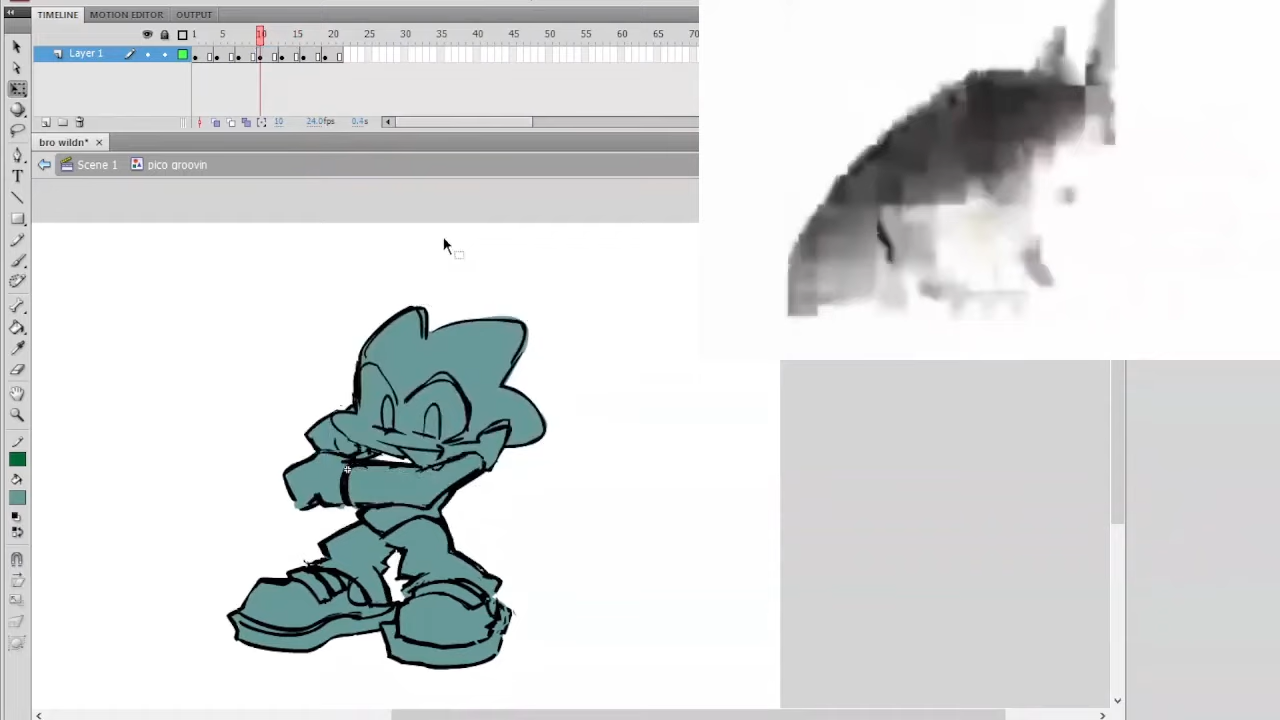 TIMELINE MOTION EDITOR OUTPUT
1 5 10 15 20 25 30 35 40 45 50 55 60 65 70
Layer 1
10 24.0fps 0.4s
bro wildn* ×
Scene 1 pico groovin
T